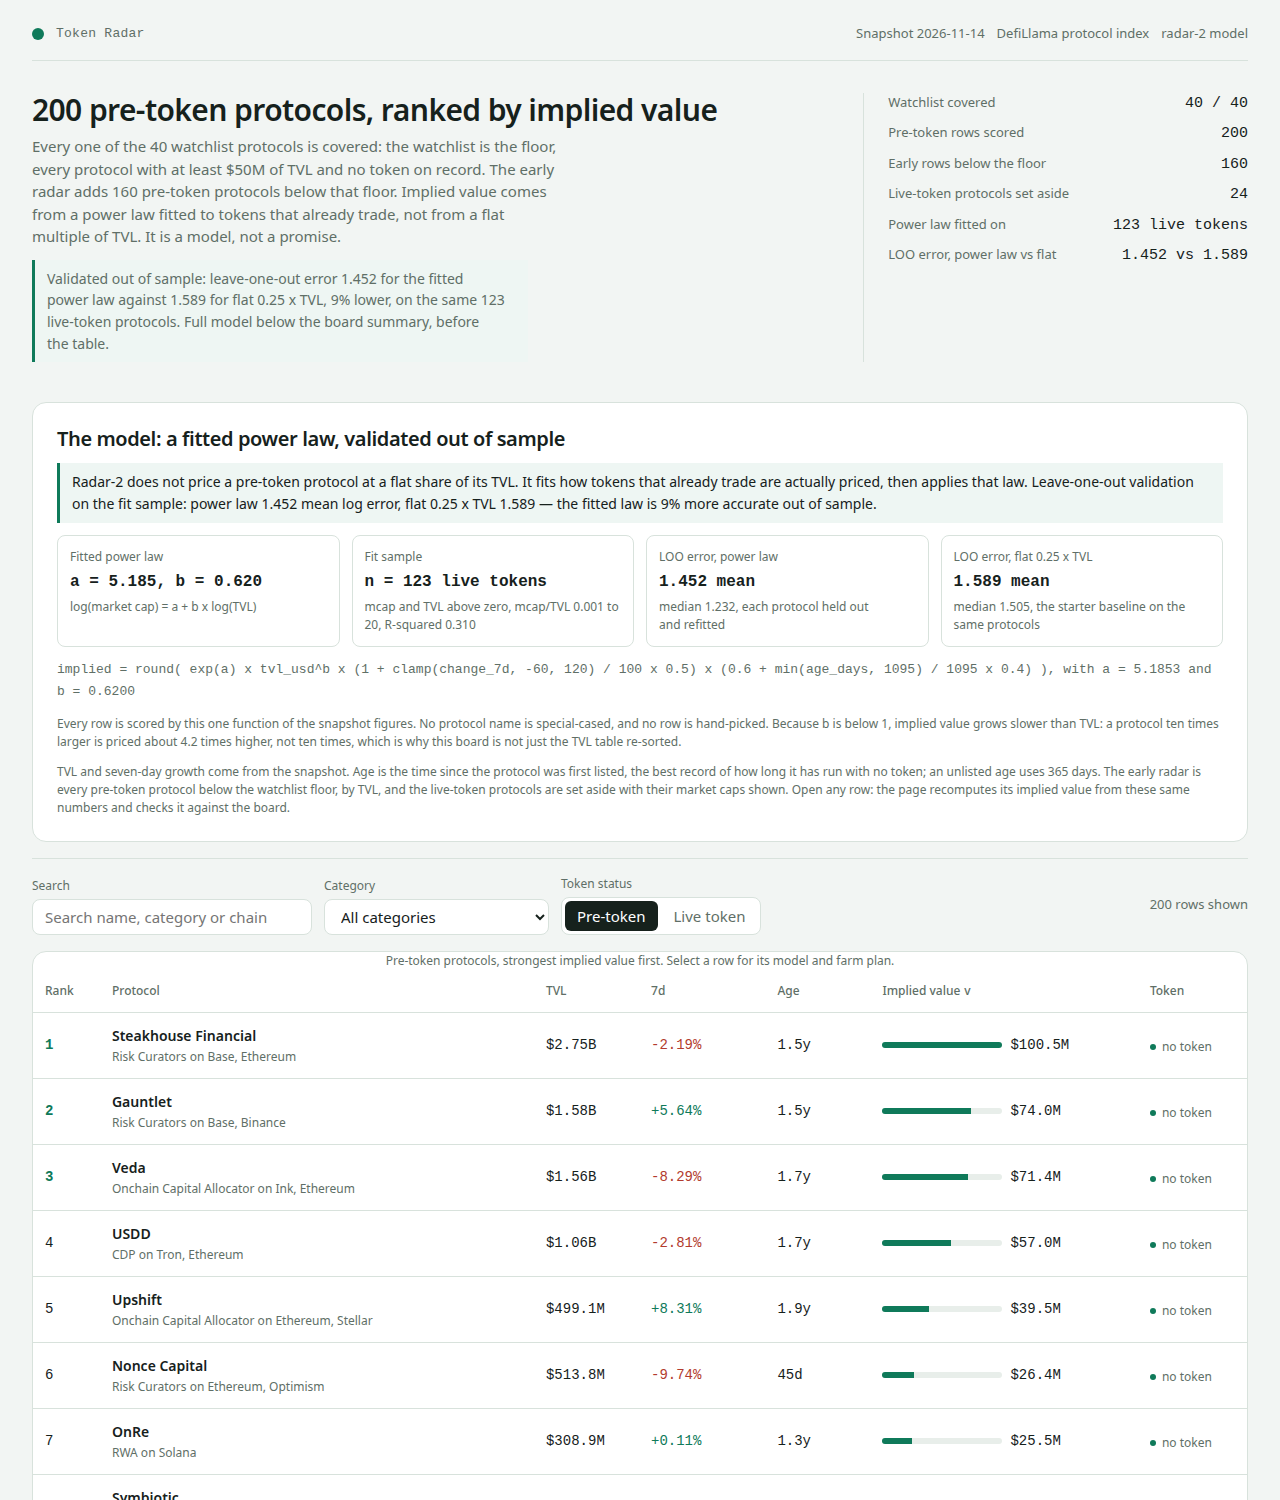 Token Radar
Snapshot 2026-11-14 DefiLlama protocol index radar-2 model
200 pre-token protocols, ranked by implied value
Every one of the 40 watchlist protocols is covered: the watchlist is the floor,
every protocol with at least $50M of TVL and no token on record. The early
radar adds 160 pre-token protocols below that floor. Implied value comes
from a power law fitted to tokens that already trade, not from a flat
multiple of TVL. It is a model, not a promise.
Validated out of sample: leave-one-out error 1.452 for the fitted
power law against 1.589 for flat 0.25 x TVL, 9% lower, on the same 123
live-token protocols. Full model below the board summary, before
the table.
Watchlist covered 40 / 40
Pre-token rows scored 200
Early rows below the floor 160
Live-token protocols set aside 24
Power law fitted on 123 live tokens
LOO error, power law vs flat 1.452 vs 1.589
The model: a fitted power law, validated out of sample
Radar-2 does not price a pre-token protocol at a flat share of its TVL. It fits how tokens that already trade are actually priced, then applies that law. Leave-one-out validation
on the fit sample: power law 1.452 mean log error, flat 0.25 x TVL 1.589 — the fitted law is 9% more accurate out of sample.
Fitted power law
a = 5.185, b = 0.620
log(market cap) = a + b x log(TVL)
Fit sample
n = 123 live tokens
mcap and TVL above zero, mcap/TVL 0.001 to
20, R-squared 0.310
LOO error, power law
1.452 mean
median 1.232, each protocol held out
and refitted
LOO error, flat 0.25 x TVL
1.589 mean
median 1.505, the starter baseline on the
same protocols
implied = round( exp(a) x tvl_usd^b x (1 + clamp(change_7d, -60, 120) / 100 x 0.5) x (0.6 + min(age_days, 1095) / 1095 x 0.4) ), with a = 5.1853 and
b = 0.6200
Every row is scored by this one function of the snapshot figures. No protocol name is special-cased, and no row is hand-picked. Because b is below 1, implied value grows slower than TVL: a protocol ten times
larger is priced about 4.2 times higher, not ten times, which is why this board is not just the TVL table re-sorted.
TVL and seven-day growth come from the snapshot. Age is the time since the protocol was first listed, the best record of how long it has run with no token; an unlisted age uses 365 days. The early radar is
every pre-token protocol below the watchlist floor, by TVL, and the live-token protocols are set aside with their market caps shown. Open any row: the page recomputes its implied value from these same
numbers and checks it against the board.
Search
Search name, category or chain
Category
All categories
Token status
Pre-token Live token
200 rows shown
Pre-token protocols, strongest implied value first. Select a row for its model and farm plan.
Rank Protocol TVL 7d Age Implied value v Token
1 Steakhouse Financial $2.75B -2.19% 1.5y $100.5M no token
Risk Curators on Base, Ethereum
2 Gauntlet $1.58B +5.64% 1.5y $74.0M no token
Risk Curators on Base, Binance
3 Veda $1.56B -8.29% 1.7y $71.4M no token
Onchain Capital Allocator on Ink, Ethereum
4 USDD $1.06B -2.81% 1.7y $57.0M no token
CDP on Tron, Ethereum
5 Upshift $499.1M +8.31% 1.9y $39.5M no token
Onchain Capital Allocator on Ethereum, Stellar
6 Nonce Capital $513.8M -9.74% 45d $26.4M no token
Risk Curators on Ethereum, Optimism
7 OnRe $308.9M +0.11% 1.3y $25.5M no token
RWA on Solana
Symbiotic